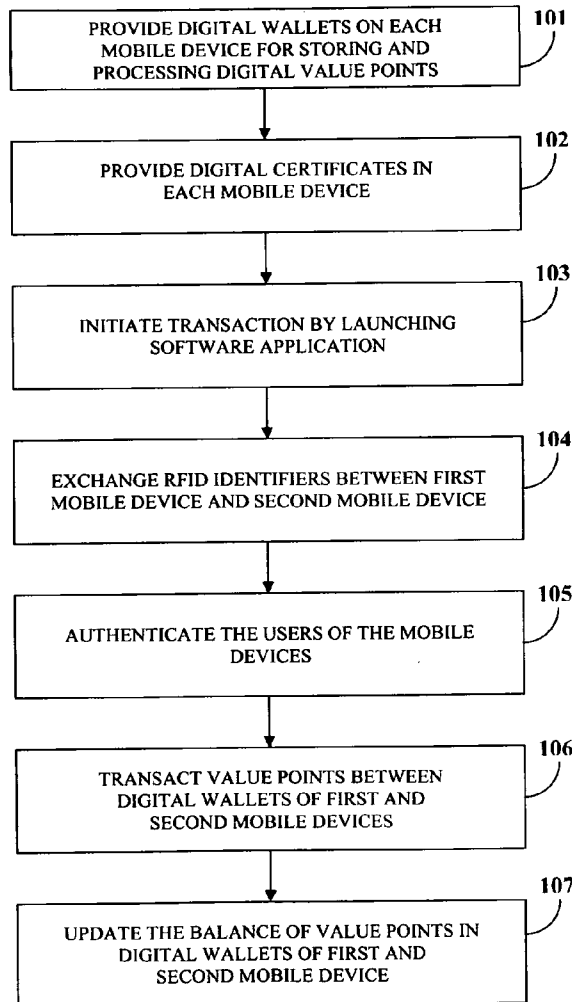 PROVIDE DIGITAL WALLETS ON EACH
MOBILE DEVICE FOR STORING AND
PROCESSING DIGITAL VALUE POINTS
101
PROVIDE DIGITAL CERTIFICATES IN
EACH MOBILE DEVICE
102
INITIATE TRANSACTION BY LAUNCHING
SOFTWARE APPLICATION
103
EXCHANGE RFID IDENTIFIERS BETWEEN FIRST
MOBILE DEVICE AND SECOND MOBILE DEVICE
104
AUTHENTICATE THE USERS OF THE MOBILE
DEVICES
105
TRANSACT VALUE POINTS BETWEEN
DIGITAL WALLETS OF FIRST AND
SECOND MOBILE DEVICES
106
UPDATE THE BALANCE OF VALUE POINTS IN
DIGITAL WALLETS OF FIRST AND
SECOND MOBILE DEVICE
107